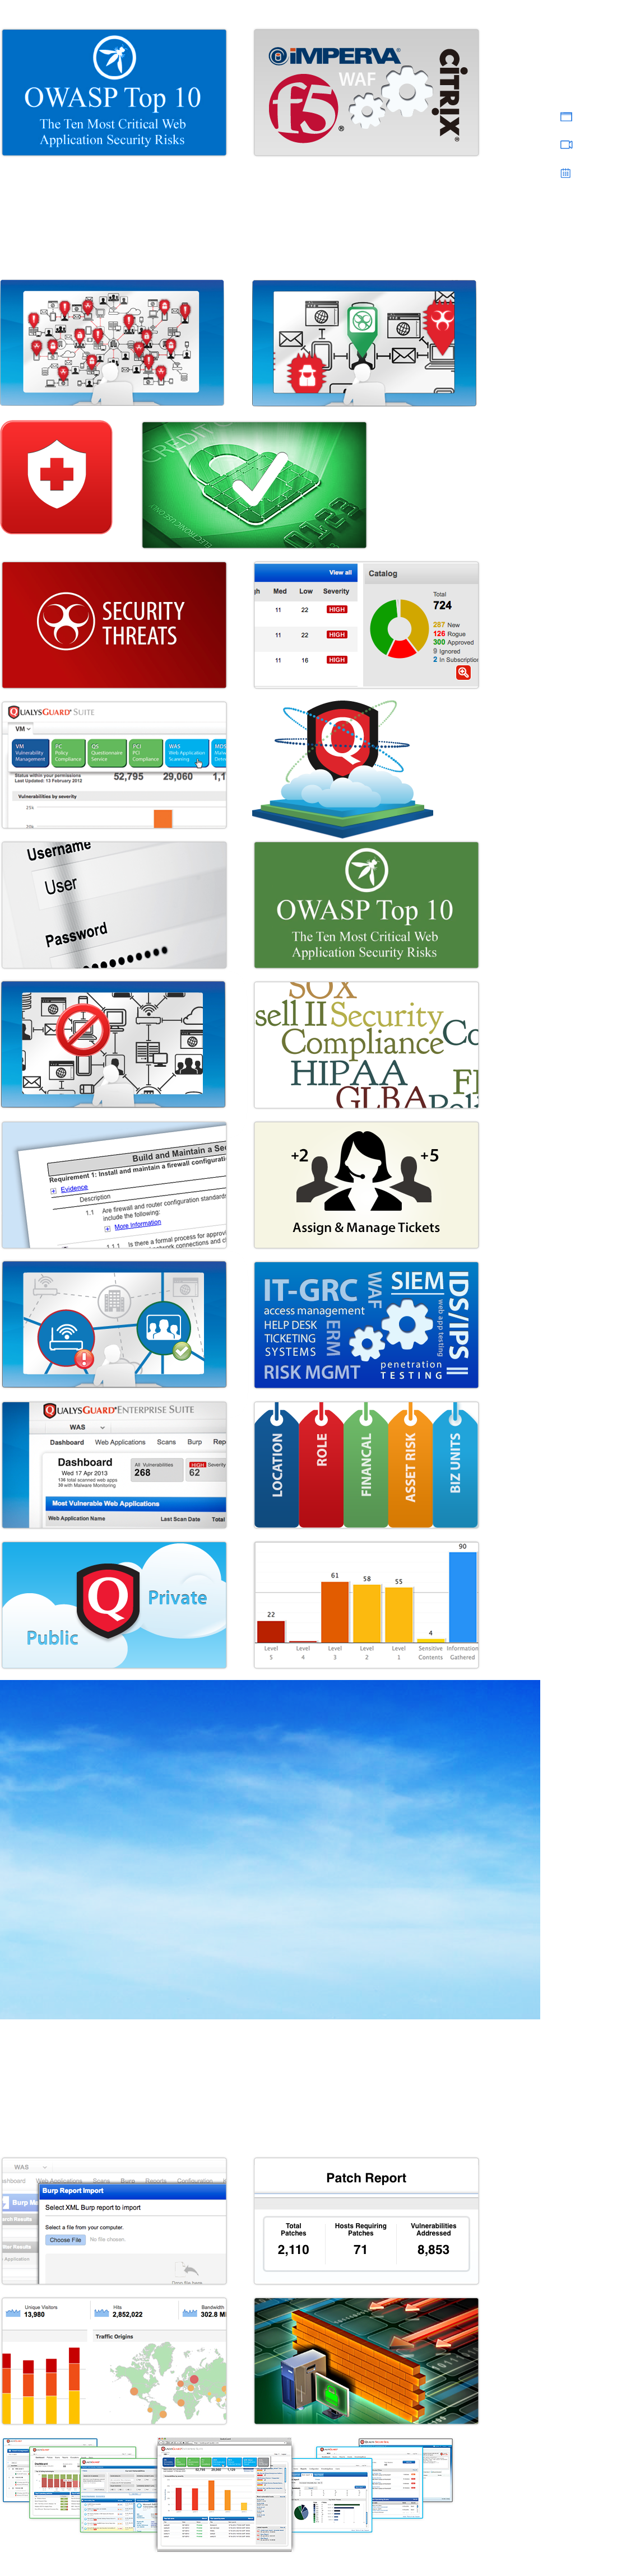 OWASP Top 10
The Ten Most Critical Web
Application Security Risks
iMPERVA
WAF
f5
CiTRIX
CREDIT C
SECURITY
THREATS
View all
gh Med Low Severity
11 22 HIGH
11 22 HIGH
11 16 HIGH
Catalog
Total
724
287 New
126 Rogue
300 Approved
9 Ignored
2 In Subscription
QUALYSGUARD SUITE
VM
VM
Vulnerability
Management
PC
Policy
Compliance
QS
Questionnaire
Service
PCI
PCI
Compliance
WAS
Web Application
Scanning
MDS
Status within your permissions
Last Updated: 13 February 2012
52,795 29,060 1,1
Vulnerabilities by severity
25k
20k
Q
Username
User
Password
OWASP Top 10
The Ten Most Critical Web
Application Security Risks
SOX
sell II Security
Compliance Co
HIPAA
GLBA
Build and Maintain a Se
Requirement 1: Install and maintain a firewall configurati
Evidence
Description
1.1 Are firewall and router configuration standards
include the following:
More Information
1.1.1 Is there a formal process for approvi
network connections and c
+2 +5
Assign & Manage Tickets
IT-GRC
WAF
SIEM
IDS/IPS
access management
HELP DESK
TICKETING
SYSTEMS
ERM
web app testing
RISK MGMT
penetration
TESTING
QUALYSGUARD ENTERPRISE SUITE
WAS
Dashboard Web Applications Scans Burp Rep
Dashboard
Wed 17 Apr 2013
136 total scanned web apps
39 with Malware Monitoring
All Vulnerabilities
268
HIGH Severity
62
Most Vulnerable Web Applications
Web Application Name Last Scan Date Total
LOCATION
ROLE
FINANCAL
ASSET RISK
BIZ UNITS
Q
Private
Public
22 61 58 55 4 90
Level Level Level Level Level Sensitive Information
5 4 3 2 1 Contents Gathered
WAS
ashboard Web Applications Scans Burp Reports Configuration
Burp Report Import
Select XML Burp report to import
Select a file from your computer.
Choose File No file chosen.
Drop file here
Patch Report
Total
Patches
2,110
Hosts Requiring
Patches
71
Vulnerabilities
Addressed
8,853
Unique Visitors
13,980
Hits
2,852,022
Bandwidth
302.8 M
Traffic Origins